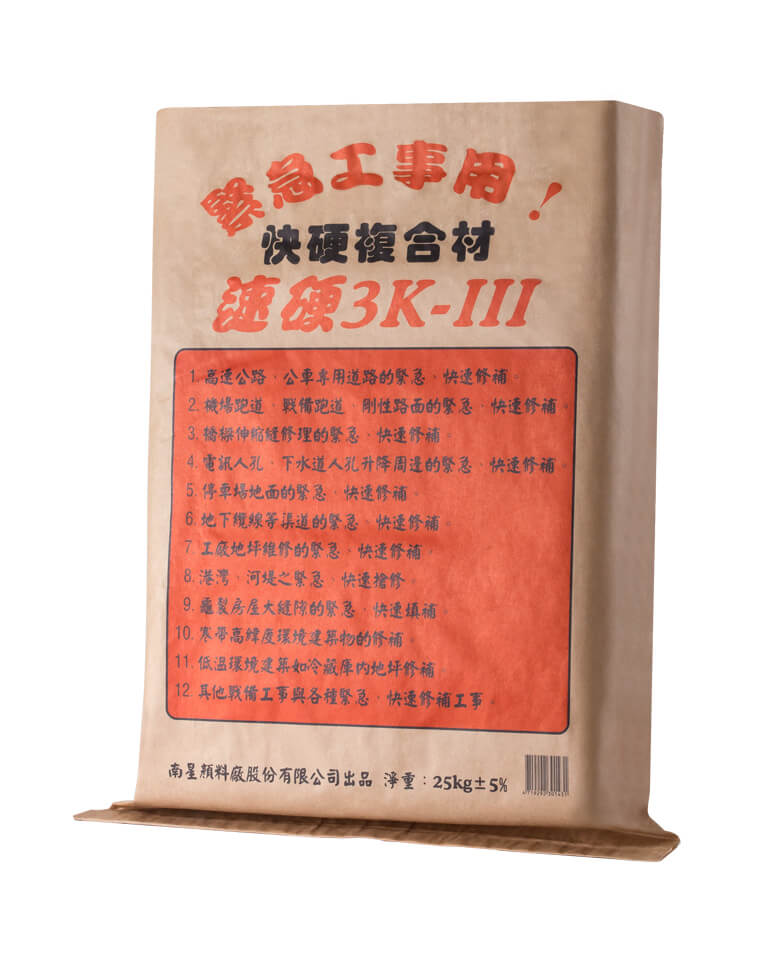 緊急工事用！
快硬複合材
速硬3K-III
1. 高速公路、公車專用道路的緊急、快速修補。
2. 機場跑道、戰備跑道、剛性路面的緊急、快速修補。
3. 橋樑伸縮縫修理的緊急、快速修補。
4. 電訊人孔、下水道人孔升降周邊的緊急、快速修補。
5. 停車場地面的緊急、快速修補。
6. 地下纜線等渠道的緊急、快速修補。
7. 工廠地坪維修的緊急、快速修補。
8. 港灣、河堤之緊急、快速搶修。
9. 龜裂房屋大縫隙的緊急、快速填補。
10. 寒帶高緯度環境建築物的修補。
11. 低溫環境建築如冷藏庫內地坪修補。
12. 其他戰備工事與各種緊急、快速修補工事。
南星顏料廠股份有限公司出品 淨重：25kg±5%